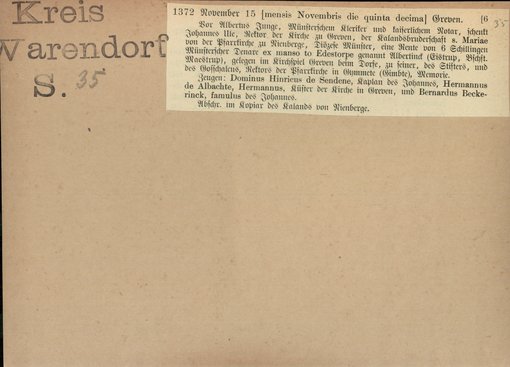 Kreis
Warendorf
S. 35
1372 November 15 [mensis Novembris die quinta decima] Greven. [6
35
Vor Albertus Junge, Münsterischem Kleriker und kaiserlichem Notar, schenkt
Johannes Ule, Rektor der Kirche zu Greven, der Kalandsbruderschaft s. Mariae
von der Pfarrkirche zu Nienberge, Diözese Münster, eine Rente von 6 Schillingen
Münsterischer Denare ex manso to Edestorpe genannt Albertinck (Eistrup, Bschft.
Maestrup), gelegen im Kirchspiel Greven beim Dorfe, zu seiner, des Stifters, und
des Goschalcus, Rektors der Pfarrkirche in Gymmete (Gimbte), Memorie.
Zeugen: Dominus Hinricus de Sendene, Kaplan des Johannes, Hermannus
de Albachte, Hermannus, Küster der Kirche in Greven, und Bernardus Becke-
rinck, famulus des Johannes.
Abschr. im Kopiar des Kalands von Nienberge.